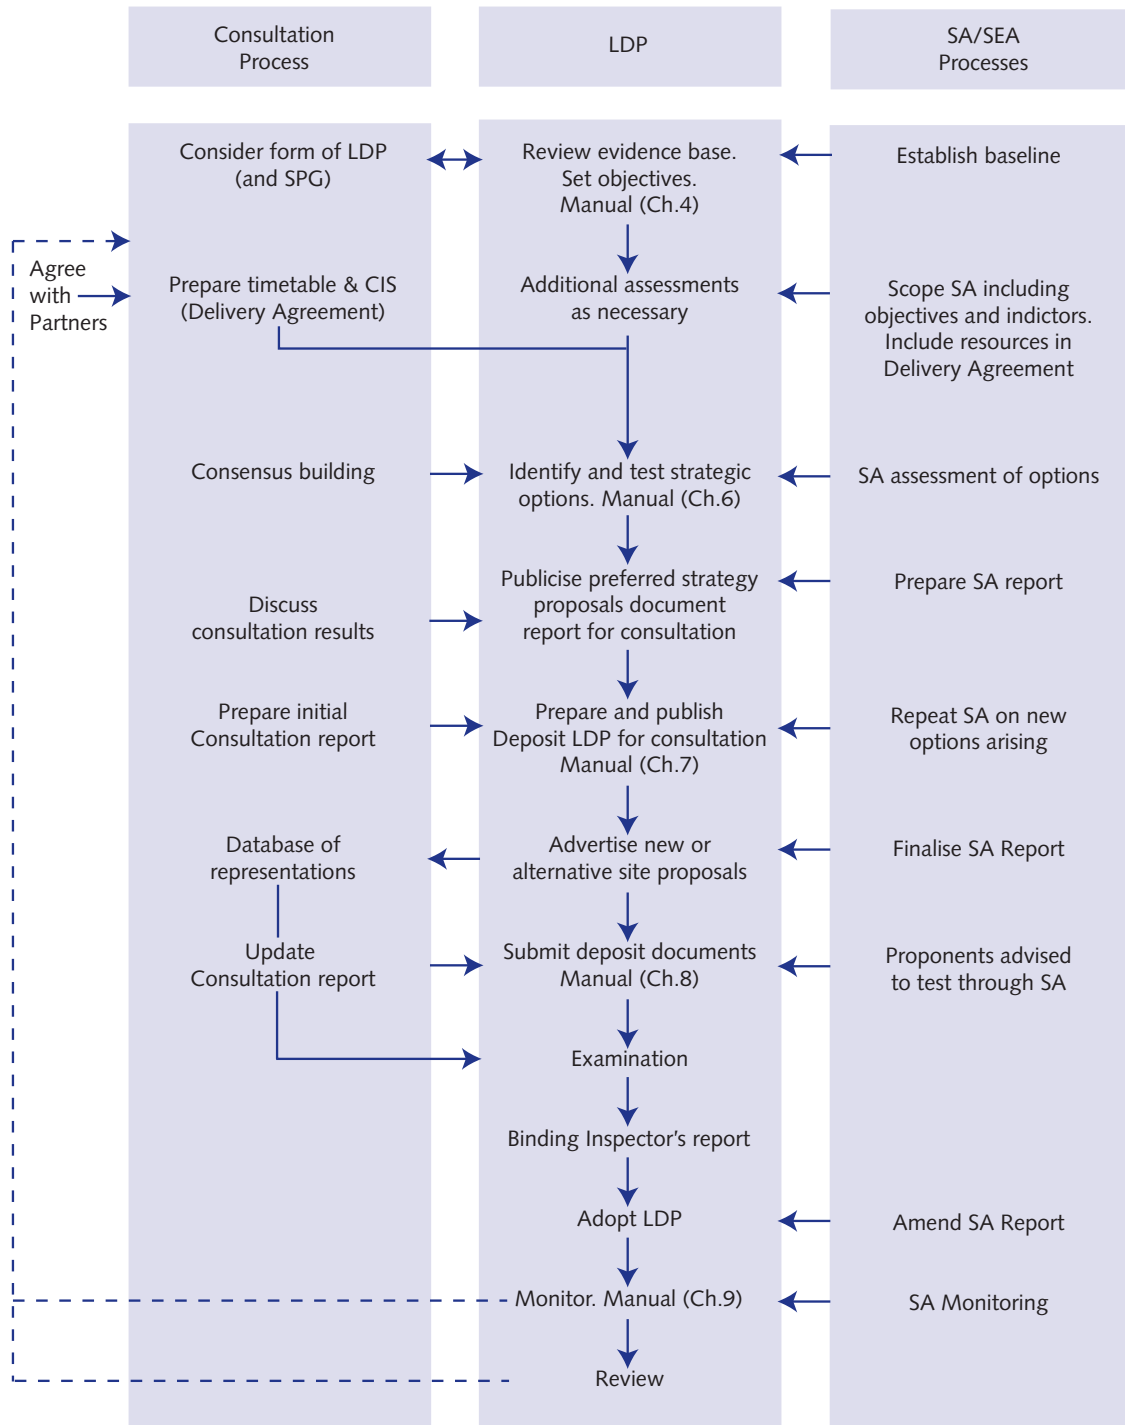 Consultation
Process
LDP
SA/SEA
Processes
Consider form of LDP
(and SPG)
Review evidence base.
Set objectives.
Manual (Ch.4)
Establish baseline
Agree
with
Partners
Prepare timetable & CIS
(Delivery Agreement)
Additional assessments
as necessary
Scope SA including
objectives and indictors.
Include resources in
Delivery Agreement
Consensus building
Identify and test strategic
options. Manual (Ch.6)
SA assessment of options
Discuss
consultation results
Publicise preferred strategy
proposals document
report for consultation
Prepare SA report
Prepare initial
Consultation report
Prepare and publish
Deposit LDP for consultation
Manual (Ch.7)
Repeat SA on new
options arising
Database of
representations
Advertise new or
alternative site proposals
Finalise SA Report
Update
Consultation report
Submit deposit documents
Manual (Ch.8)
Proponents advised
to test through SA
Examination
Binding Inspector's report
Adopt LDP
Amend SA Report
Monitor. Manual (Ch.9)
SA Monitoring
Review